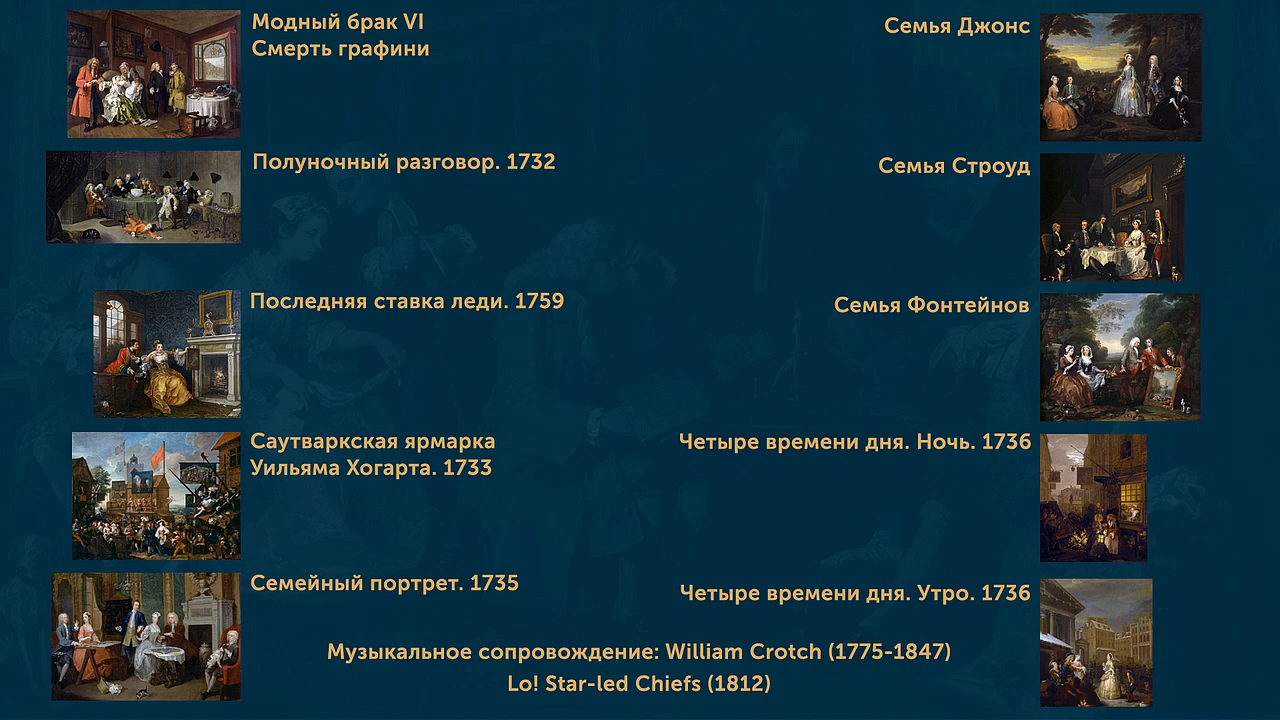 Модный брак VI
Смерть графини
Полуночный разговор. 1732
Последняя ставка леди. 1759
Саутваркская ярмарка
Уильяма Хогарта. 1733
Семейный портрет. 1735
Семья Джонс
Семья Строуд
Семья Фонтейнов
Четыре времени дня. Ночь. 1736
Четыре времени дня. Утро. 1736
Музыкальное сопровождение: William Crotch (1775-1847)
Lo! Star-led Chiefs (1812)